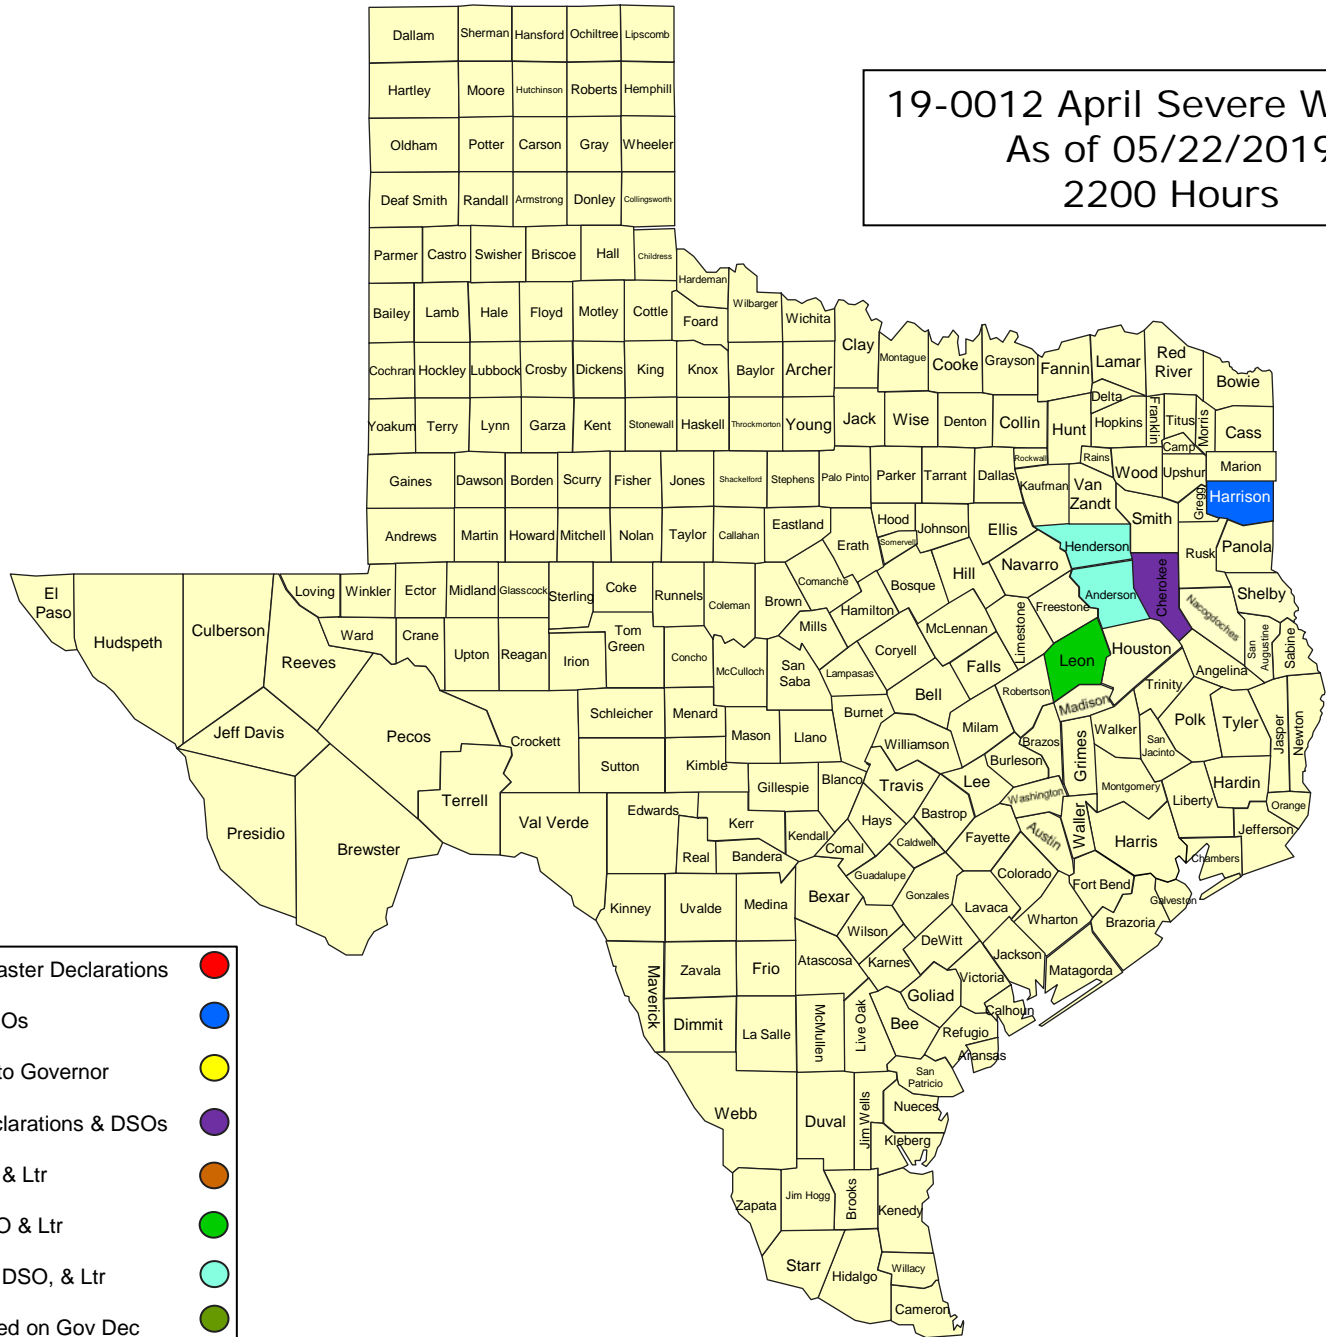 Dallam Sherman Hansford Ochiltree Lipscomb
Hartley Moore Hutchinson Roberts Hemphill
19-0012 April Severe W
As of 05/22/2019
2200 Hours
Oldham Potter Carson Gray Wheeler
Deaf Smith Randall Armstrong Donley Collingsworth
Parmer Castro Swisher Briscoe Hall Childress
Hardeman
Wilbarger
Bailey Lamb Hale Floyd Motley Cottle Foard Wichita
Clay Montague Cooke Grayson Fannin Lamar
Red
River
Bowie
Cochran Hockley Lubbock Crosby Dickens King Knox Baylor Archer
Delta
Yoakum Terry Lynn Garza Kent Stonewall Haskell Throckmorton Young Jack Wise Denton Collin Hunt Hopkins Franklin Titus Morris Cass
Camp
Rockwall Rains Wood Upshur Marion
Gaines Dawson Borden Scurry Fisher Jones Shackelford Stephens Palo Pinto Parker Tarrant Dallas Kaufman
Van
Zandt
Gregg Harrison
Andrews Martin Howard Mitchell Nolan Taylor Callahan Eastland Erath Hood Somervell Johnson Ellis Henderson Smith Rusk Panola
El
Paso
Hudspeth Culberson Loving Winkler Ector Midland Glasscock Sterling Coke Runnels Coleman Brown Comanche Hamilton Bosque Hill Navarro Freestone Anderson Cherokee Nacogdoches Shelby
Reeves Ward Crane Upton Reagan Irion
Tom
Green
Concho McCulloch
San
Saba
Mills Lampasas Coryell McLennan Limestone Falls Leon Houston Angelina
San
Augustine
Sabine
Jeff Davis Pecos Crockett Schleicher Menard Mason Llano Burnet Bell Milam Robertson Madison Trinity
Walker
San
Jacinto
Polk Tyler Jasper Newton
Sutton Kimble Gillespie Blanco Williamson Travis Lee Burleson Brazos Grimes Washington Montgomery Liberty Hardin Orange
Presidio Brewster Terrell Val Verde Edwards Kerr Real Bandera Kendall Comal Hays Caldwell Bastrop Fayette Austin Waller Harris Jefferson Chambers
Kinney Uvalde Medina Bexar Guadalupe Gonzales Lavaca Colorado Wharton Fort Bend Brazoria Galveston
Maverick Zavala Frio Atascosa Wilson Karnes DeWitt Jackson Matagorda
Victoria
Goliad Calhoun
Dimmit La Salle McMullen Live Oak Bee Refugio
Aransas
San
Patricio
Webb Duval Jim Wells Nueces
Kleberg
Zapata Jim Hogg Brooks Kenedy
Starr Hidalgo Willacy
Cameron
aster Declarations
Os
to Governor
clarations & DSOs
& Ltr
O & Ltr
DSO, & Ltr
ed on Gov Dec